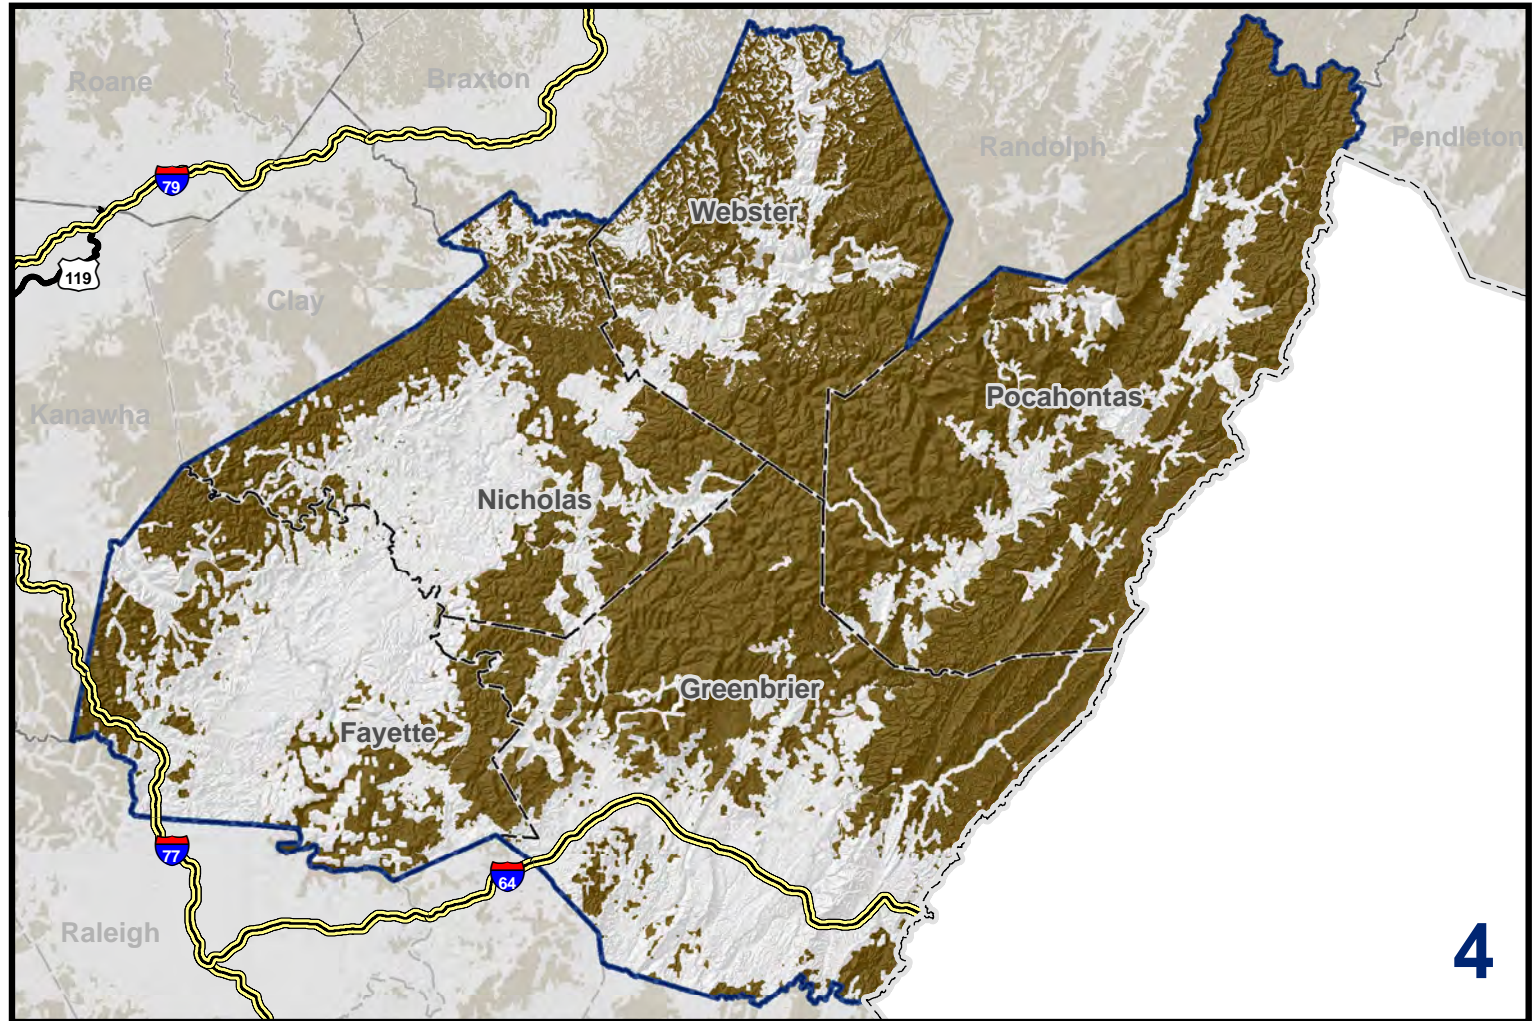 Roane
Braxton
Randolph
Pendleton
79
Webster
119
Clay
Pocahontas
Kanawha
Nicholas
Greenbrier
Fayette
77
64
Raleigh
4